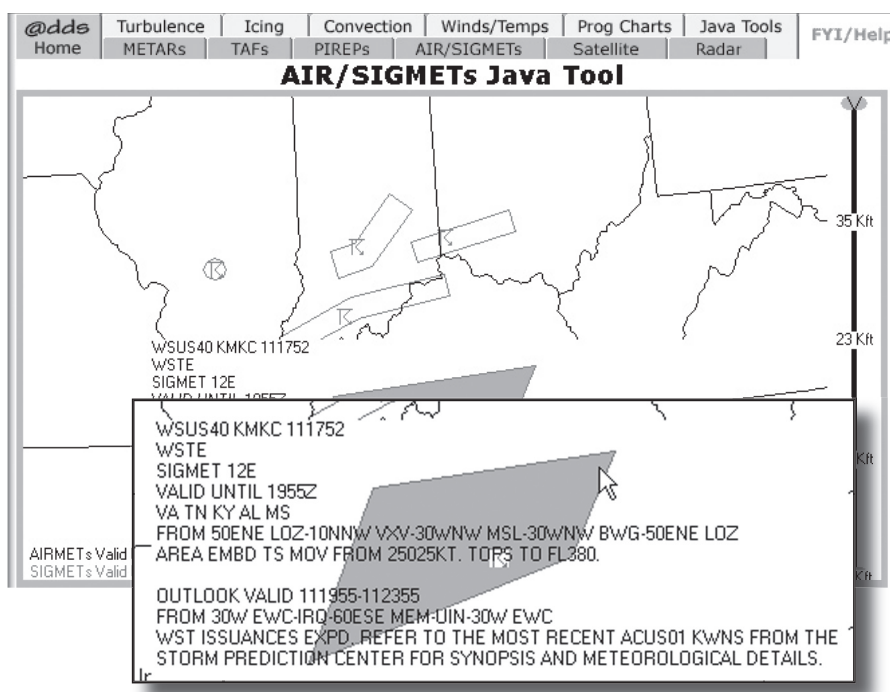 @dds Turbulence Icing Convection Winds/Temps Prog Charts Java Tools FYI/Help
Home METARs TAFs PIREPs AIR/SIGMETs Satellite Radar
AIR/SIGMETs Java Tool
35 Kft
23 Kft
WSUS40 KMKC 111752
WSTE
SIGMET 12E
VALID UNTIL 1955Z
WSUS40 KMKC 111752
WSTE
SIGMET 12E
VALID UNTIL 1955Z
VA TN KY AL MS
FROM 50ENE LOZ-10NNW VXV-30WNW MSL-30WNW BWG-50ENE LOZ
AREA EMBD TS MOV FROM 25025KT. TOPS TO FL380.
OUTLOOK VALID 111955-112355
FROM 30W EWC-IRQ-60ESE MEM-UIN-30W EWC
WST ISSUANCES EXPD. REFER TO THE MOST RECENT ACUS01 KWNS FROM THE
STORM PREDICTION CENTER FOR SYNOPSIS AND METEOROLOGICAL DETAILS.
Kft
AIRMETs Valid
SIGMETs Valid
Kft